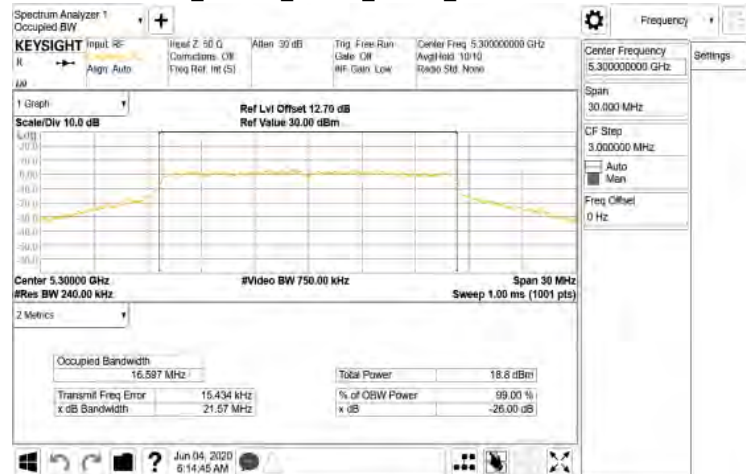 Spectrum Analyzer 1
Occupied BW
Frequency
KEYSIGHT
Input: RF
Align: Auto
Input Z: 50 Ω
Corrections: Off
Freq Ref: Int (S)
Atten: 30 dB
Trig: Free Run
Gate: Off
#IF Gain: Low
Center Freq: 5.300000000 GHz
Avg|Hold: 10/10
Radio Std: None
Center Frequency
5.300000000 GHz
Settings
Span
30.000 MHz
CF Step
3.000000 MHz
Auto
Man
Freq Offset
0 Hz
1 Graph
Scale/Div 10.0 dB
Ref Lvl Offset 12.70 dB
Ref Value 30.00 dBm
Center 5.30000 GHz
#Video BW 750.00 kHz
Span 30 MHz
#Res BW 240.00 kHz
Sweep 1.00 ms (1001 pts)
2 Metrics
Occupied Bandwidth
16.597 MHz
Total Power
18.8 dBm
Transmit Freq Error
15.434 kHz
% of OBW Power
99.00 %
x dB Bandwidth
21.57 MHz
x dB
-26.00 dB
?
Jun 04, 2020
6:14:45 AM